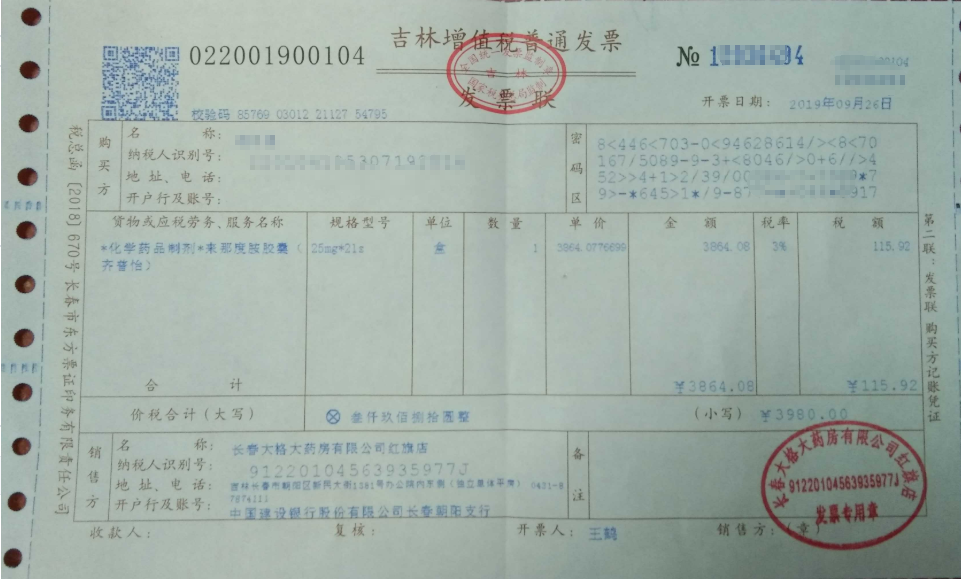 022001900104
吉林增值税普通发票
全国统一发票监制章
吉林
国家税务总局监制
发票联
№
94
校验码 85769 03012 21127 54795
开票日期: 2019年09月26日
税总函〔2018〕670号长春市东方票证印务有限责任公司
购买方
名称:
纳税人识别号:
地址、电话:
开户行及账号:
密码区
8<446<703-0<94628614/><8<70
167/5089-9-3+<8046/>0+6//>4
52>>4+1>2/39/00 *7
9>-*645>1*/9-87 917
货物或应税劳务、服务名称 规格型号 单位 数量 单价 金额 税率 税额
*化学药品制剂*来那度胺胶囊( 25mg*21s 盒 1 3864.0776699 3864.08 3% 115.92
齐普怡)
合计 ¥3864.08 ¥115.92
价税合计(大写) ⊗ 叁仟玖佰捌拾圆整 (小写) ¥3980.00
销售方
名称: 长春大格大药房有限公司红旗店
纳税人识别号: 91220104563935977J
地址、电话: 吉林长春市朝阳区新民大街1381号办公院内东侧(独立单体平房) 0431-8
7874111
开户行及账号: 中国建设银行股份有限公司长春朝阳支行
备注
收款人: 复核: 开票人: 王鹤 销售方:(章)
长春大格大药房有限公司红旗店
91220104563935977J
发票专用章
第二联:发票联 购买方记账凭证